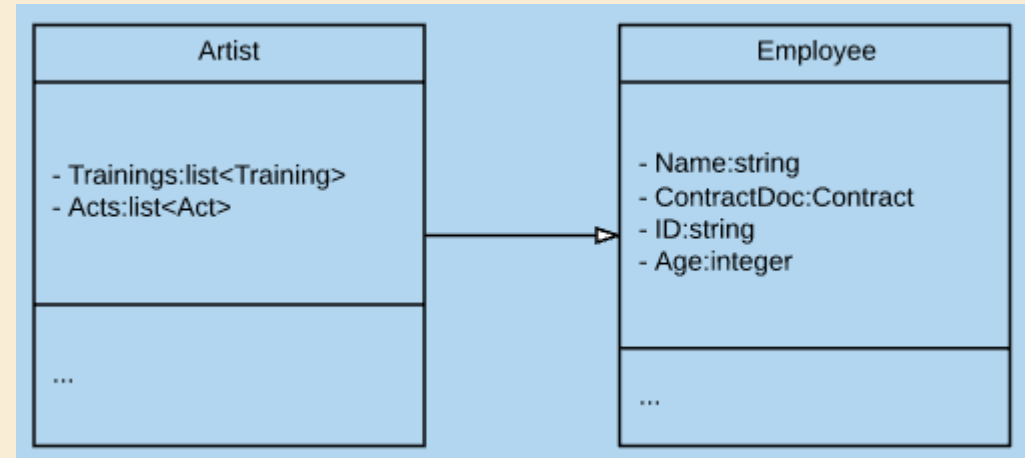 Artist
- Trainings:list<Training>
- Acts:list<Act>
...
Employee
- Name:string
- ContractDoc:Contract
- ID:string
- Age:integer
...